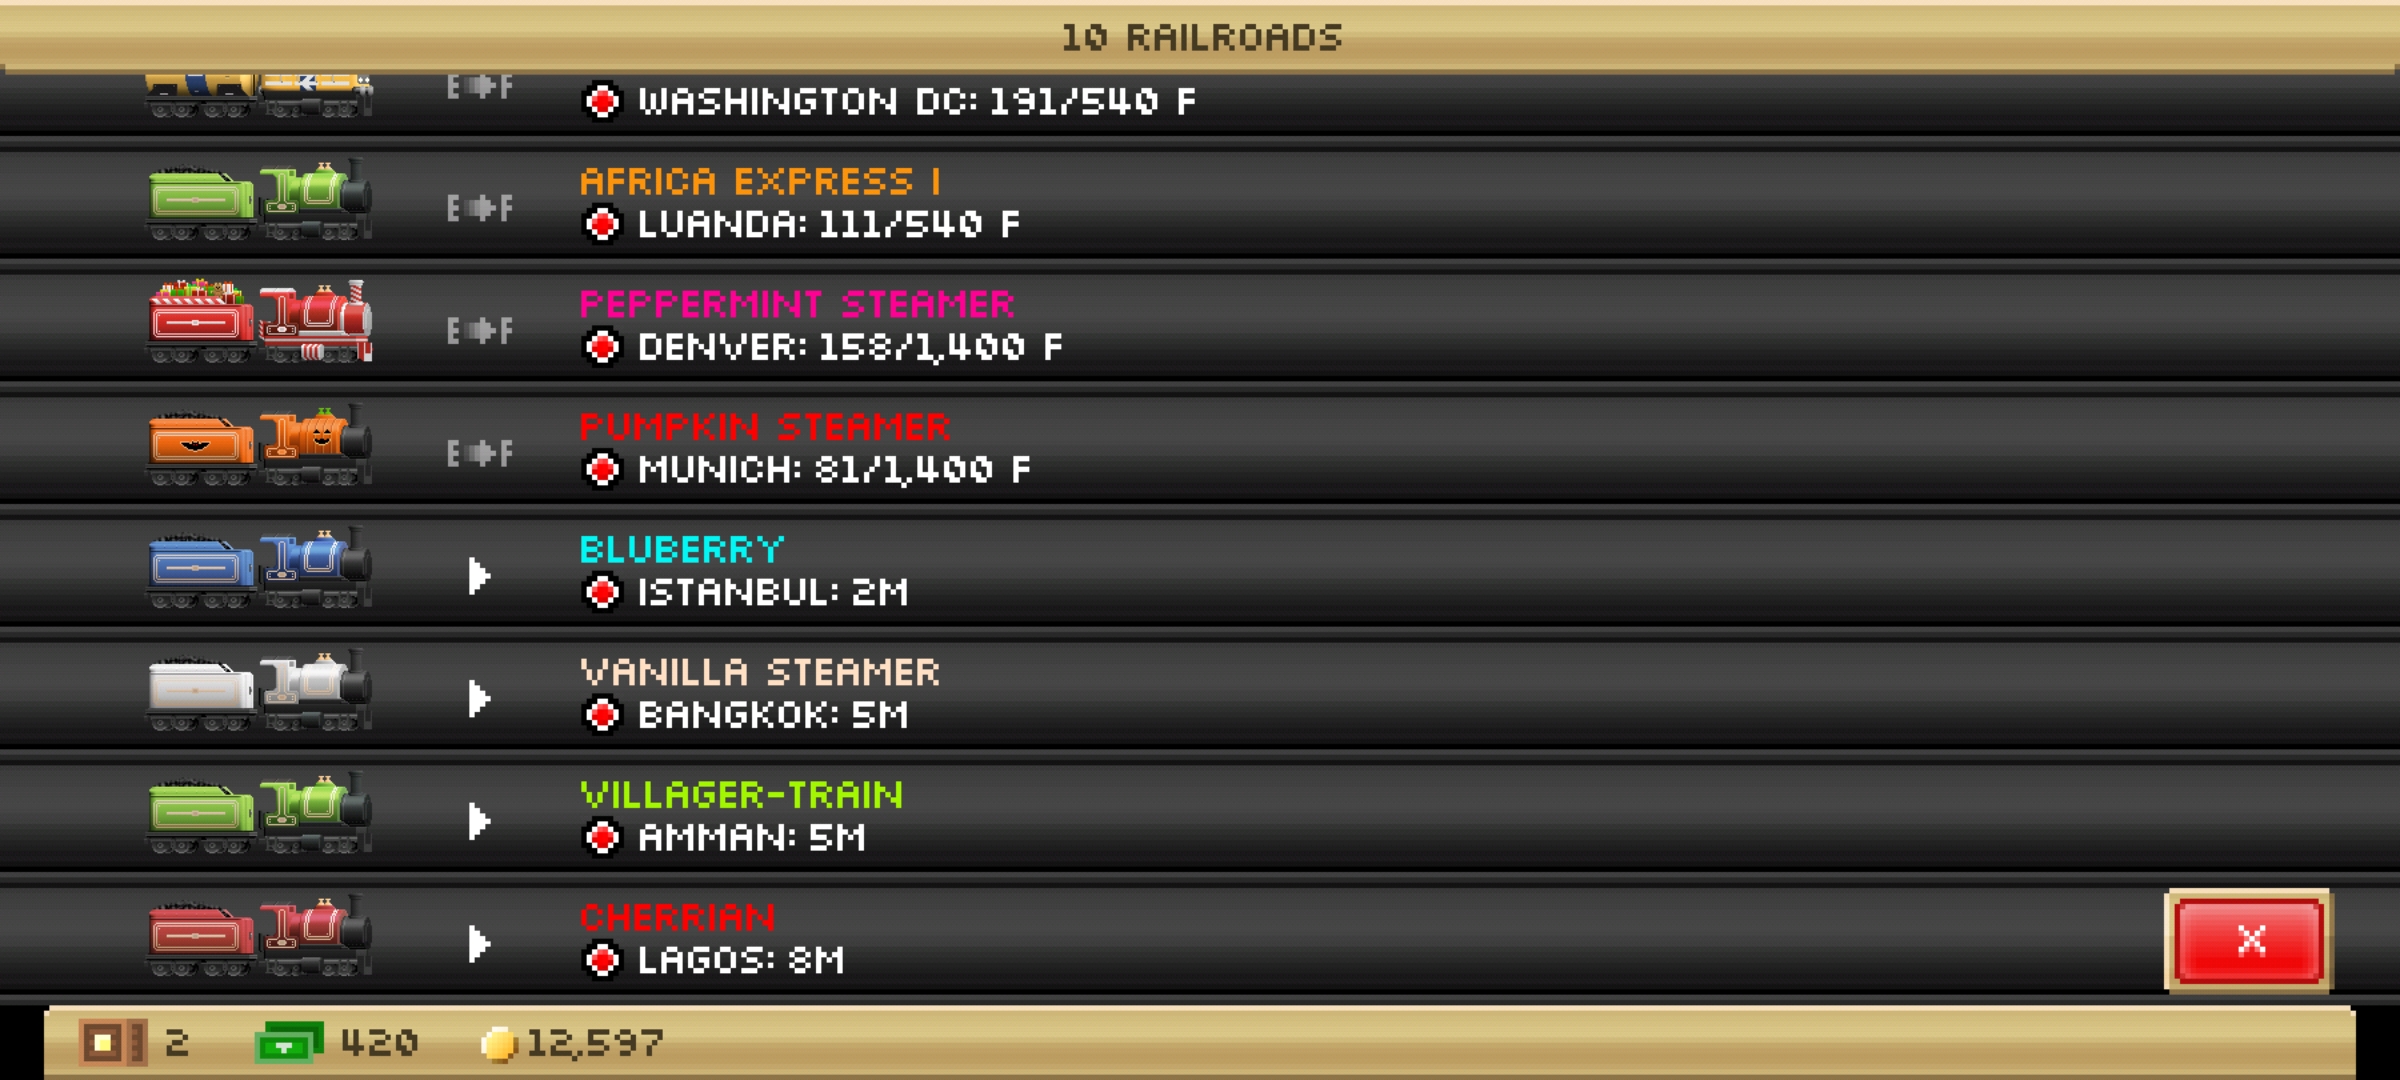 10 RAILROADS
E F
WASHINGTON DC: 191/540 F
AFRICA EXPRESS I
E F
LUANDA: 111/540 F
PEPPERMINT STEAMER
E F
DENVER: 158/1,400 F
PUMPKIN STEAMER
E F
MUNICH: 81/1,400 F
BLUBERRY
ISTANBUL: 2M
VANILLA STEAMER
BANGKOK: 5M
VILLAGER-TRAIN
AMMAN: 5M
CHERRIAN
LAGOS: 8M
X
2 420 12,597